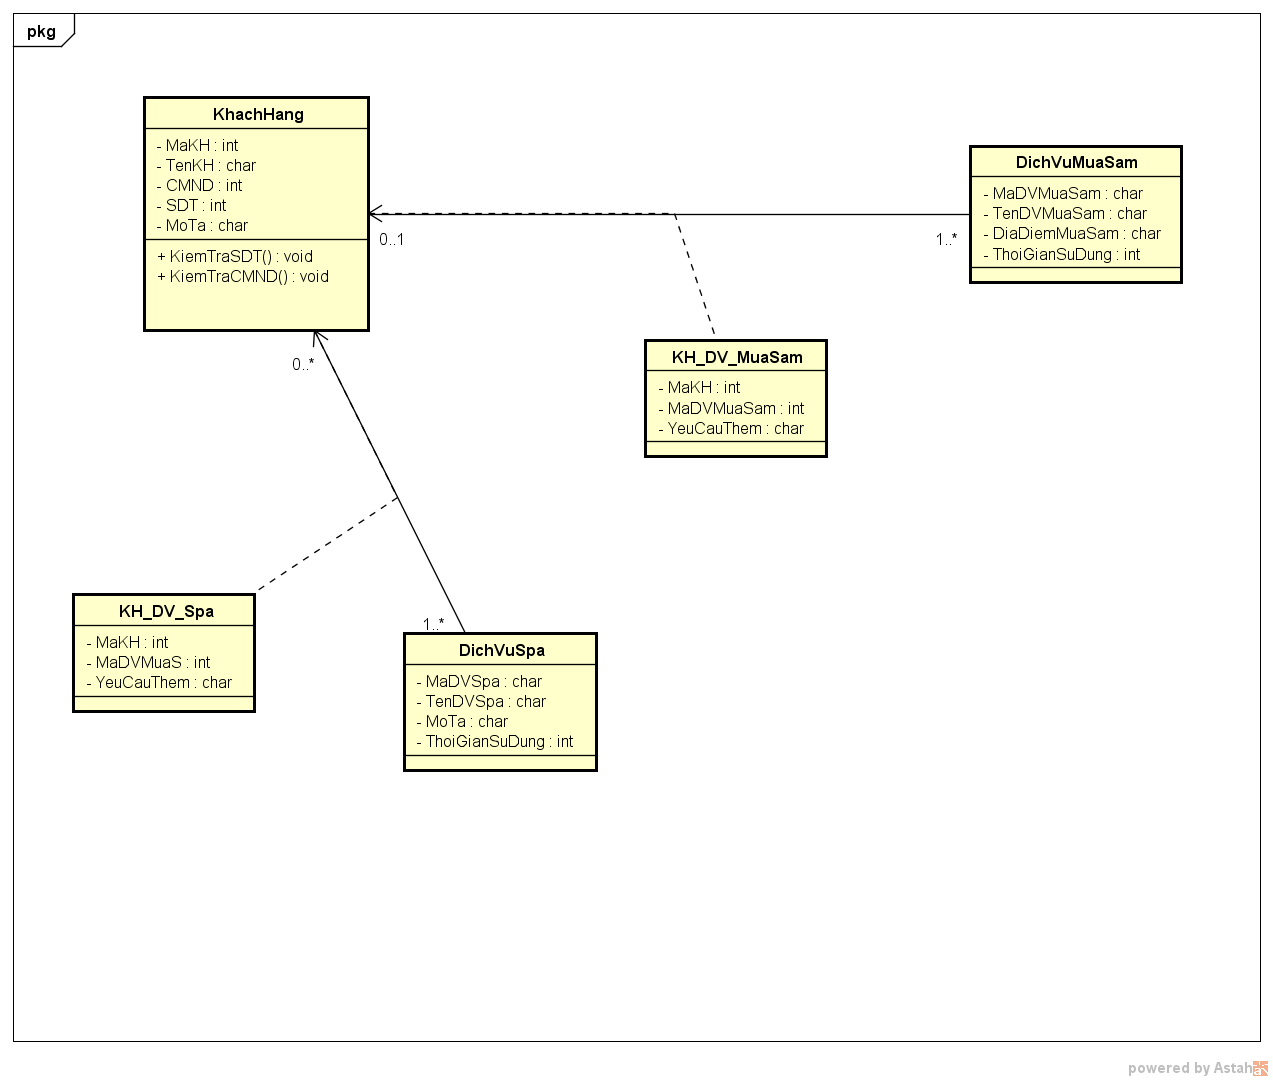 pkg
KhachHang
- MaKH : int
- TenKH : char
- CMND : int
- SDT : int
- MoTa : char
+ KiemTraSDT() : void
+ KiemTraCMND() : void
DichVuMuaSam
- MaDVMuaSam : char
- TenDVMuaSam : char
- DiaDiemMuaSam : char
- ThoiGianSuDung : int
0..1
1..*
KH_DV_MuaSam
- MaKH : int
- MaDVMuaSam : int
- YeuCauThem : char
0..*
KH_DV_Spa
- MaKH : int
- MaDVMuaS : int
- YeuCauThem : char
1..*
DichVuSpa
- MaDVSpa : char
- TenDVSpa : char
- MoTa : char
- ThoiGianSuDung : int
powered by Astah